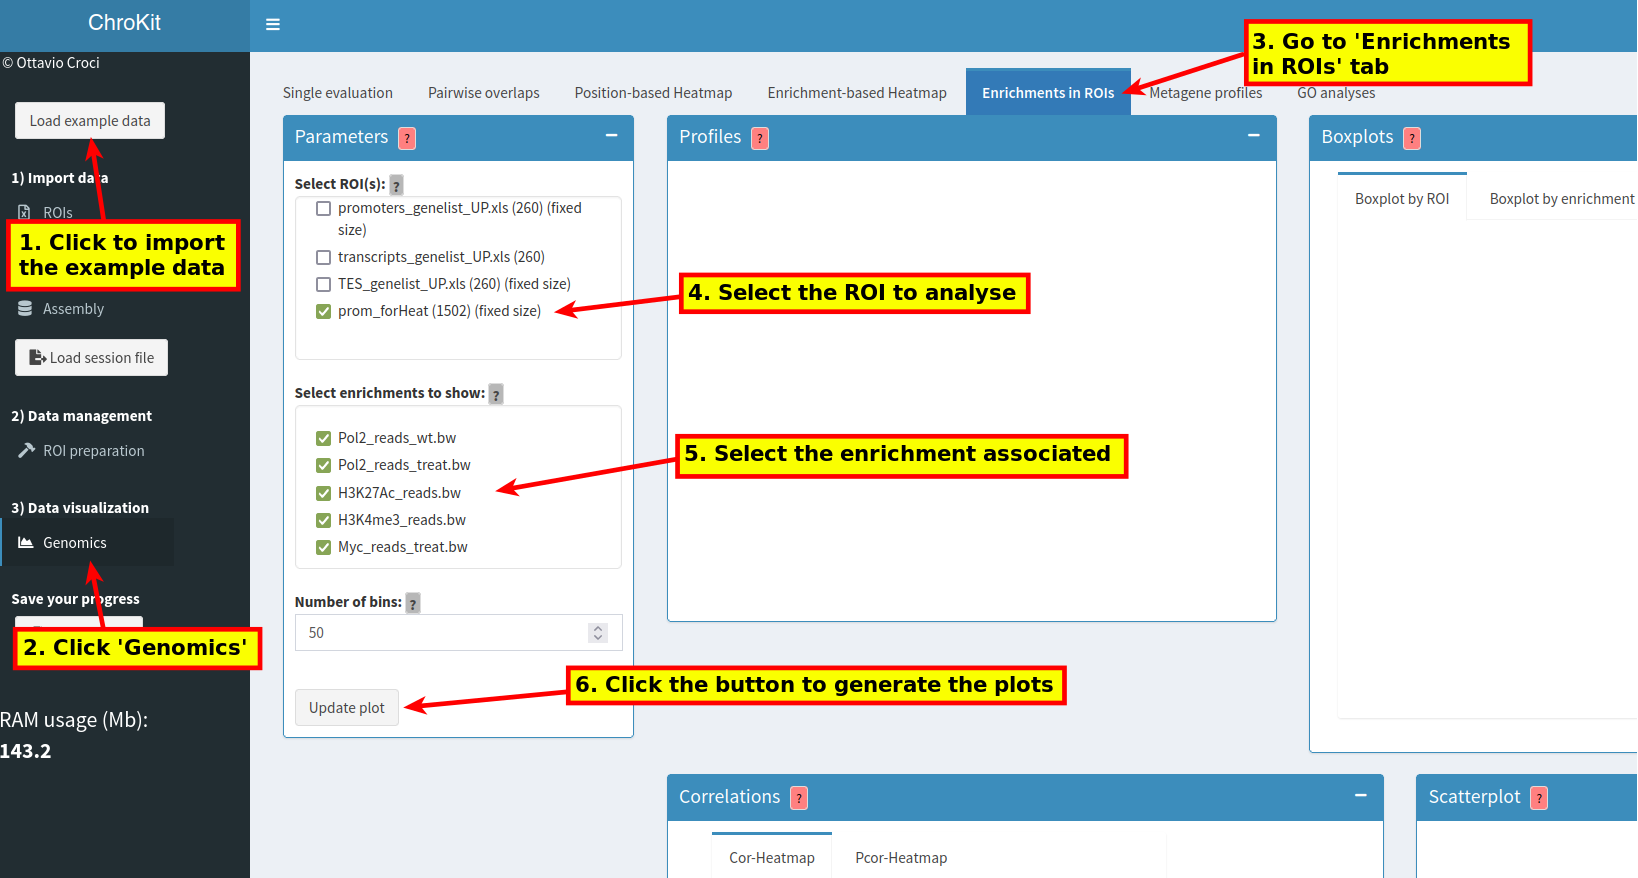 ChroKit
© Ottavio Croci
Load example data
1) Import data
ROIs
1. Click to import
the example data
Assembly
Load session file
2) Data management
ROI preparation
3) Data visualization
Genomics
Save your progress
2. Click 'Genomics'
RAM usage (Mb):
143.2
3. Go to 'Enrichments
in ROIs' tab
Single evaluation
Pairwise overlaps
Position-based Heatmap
Enrichment-based Heatmap
Enrichments in ROIs
Metagene profiles
GO analyses
Parameters ?
Select ROI(s): ?
promoters_genelist_UP.xls (260) (fixed
size)
transcripts_genelist_UP.xls (260)
TES_genelist_UP.xls (260) (fixed size)
prom_forHeat (1502) (fixed size)
4. Select the ROI to analyse
Select enrichments to show: ?
Pol2_reads_wt.bw
Pol2_reads_treat.bw
H3K27Ac_reads.bw
H3K4me3_reads.bw
Myc_reads_treat.bw
5. Select the enrichment associated
Number of bins: ?
50
Update plot
6. Click the button to generate the plots
Profiles ?
Boxplots ?
Boxplot by ROI
Boxplot by enrichment
Correlations ?
Cor-Heatmap
Pcor-Heatmap
Scatterplot ?